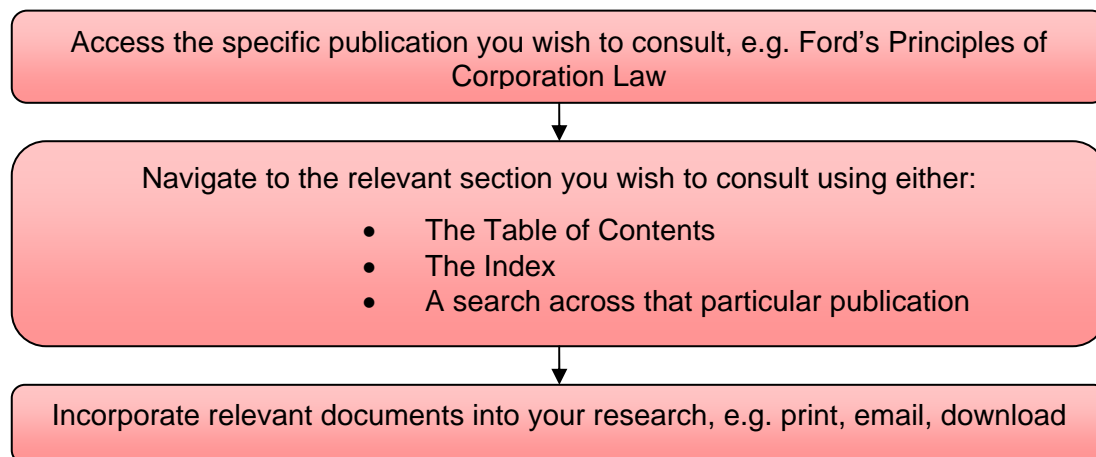 Access the specific publication you wish to consult, e.g. Ford’s Principles of
Corporation Law
Navigate to the relevant section you wish to consult using either:
• The Table of Contents
• The Index
• A search across that particular publication
Incorporate relevant documents into your research, e.g. print, email, download